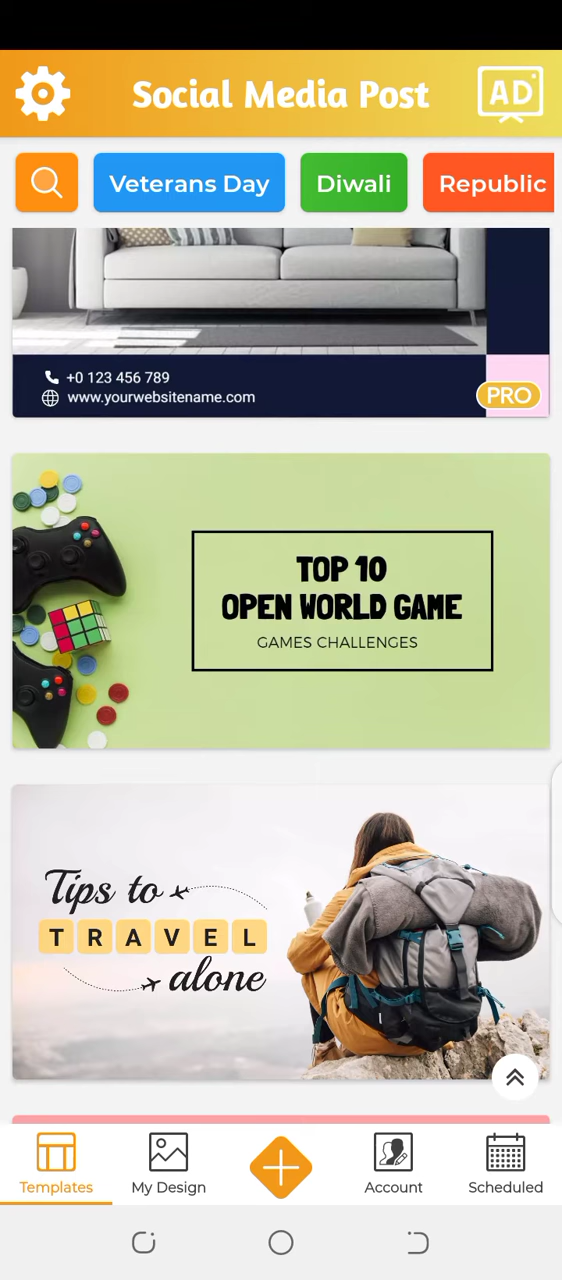 Social Media Post
AD
Veterans Day
Diwali
Republic
+0 123 456 789
www.yourwebsitename.com
PRO
TOP 10
OPEN WORLD GAME
GAMES CHALLENGES
Tips to
TRAVEL
alone
Templates
My Design
Account
Scheduled